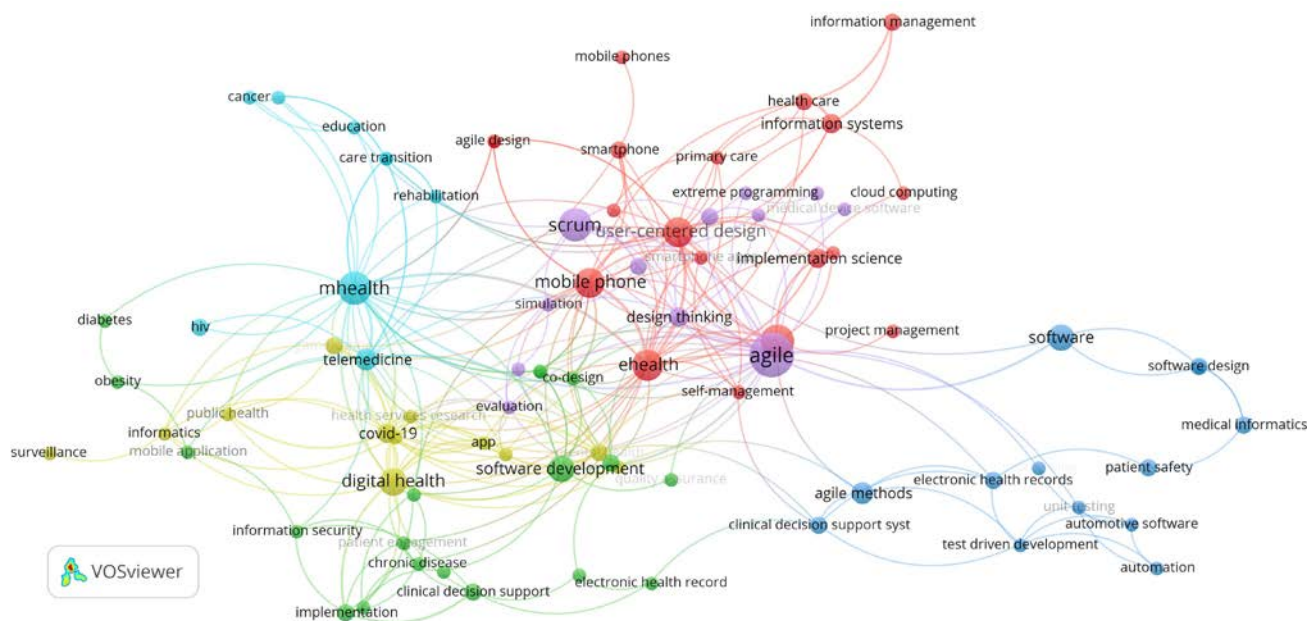 information management
mobile phones
cancer
health care
education
information systems
agile design
smartphone
care transition
primary care
rehabilitation
extreme programming
cloud computing
medical device software
scrum
user-centered design
smartphone app
implementation science
mobile phone
mhealth
simulation
design thinking
diabetes
hiv
project management
software
telemedicine
agile
ehealth
software design
obesity
co-design
self-management
evaluation
public health
health services research
medical informatics
informatics
covid-19
app
surveillance
mobile application
software development
patient safety
digital health
quality assurance
electronic health records
agile methods
unit testing
information security
clinical decision support syst
automotive software
patient engagement
test driven development
chronic disease
automation
electronic health record
clinical decision support
implementation
VOSviewer